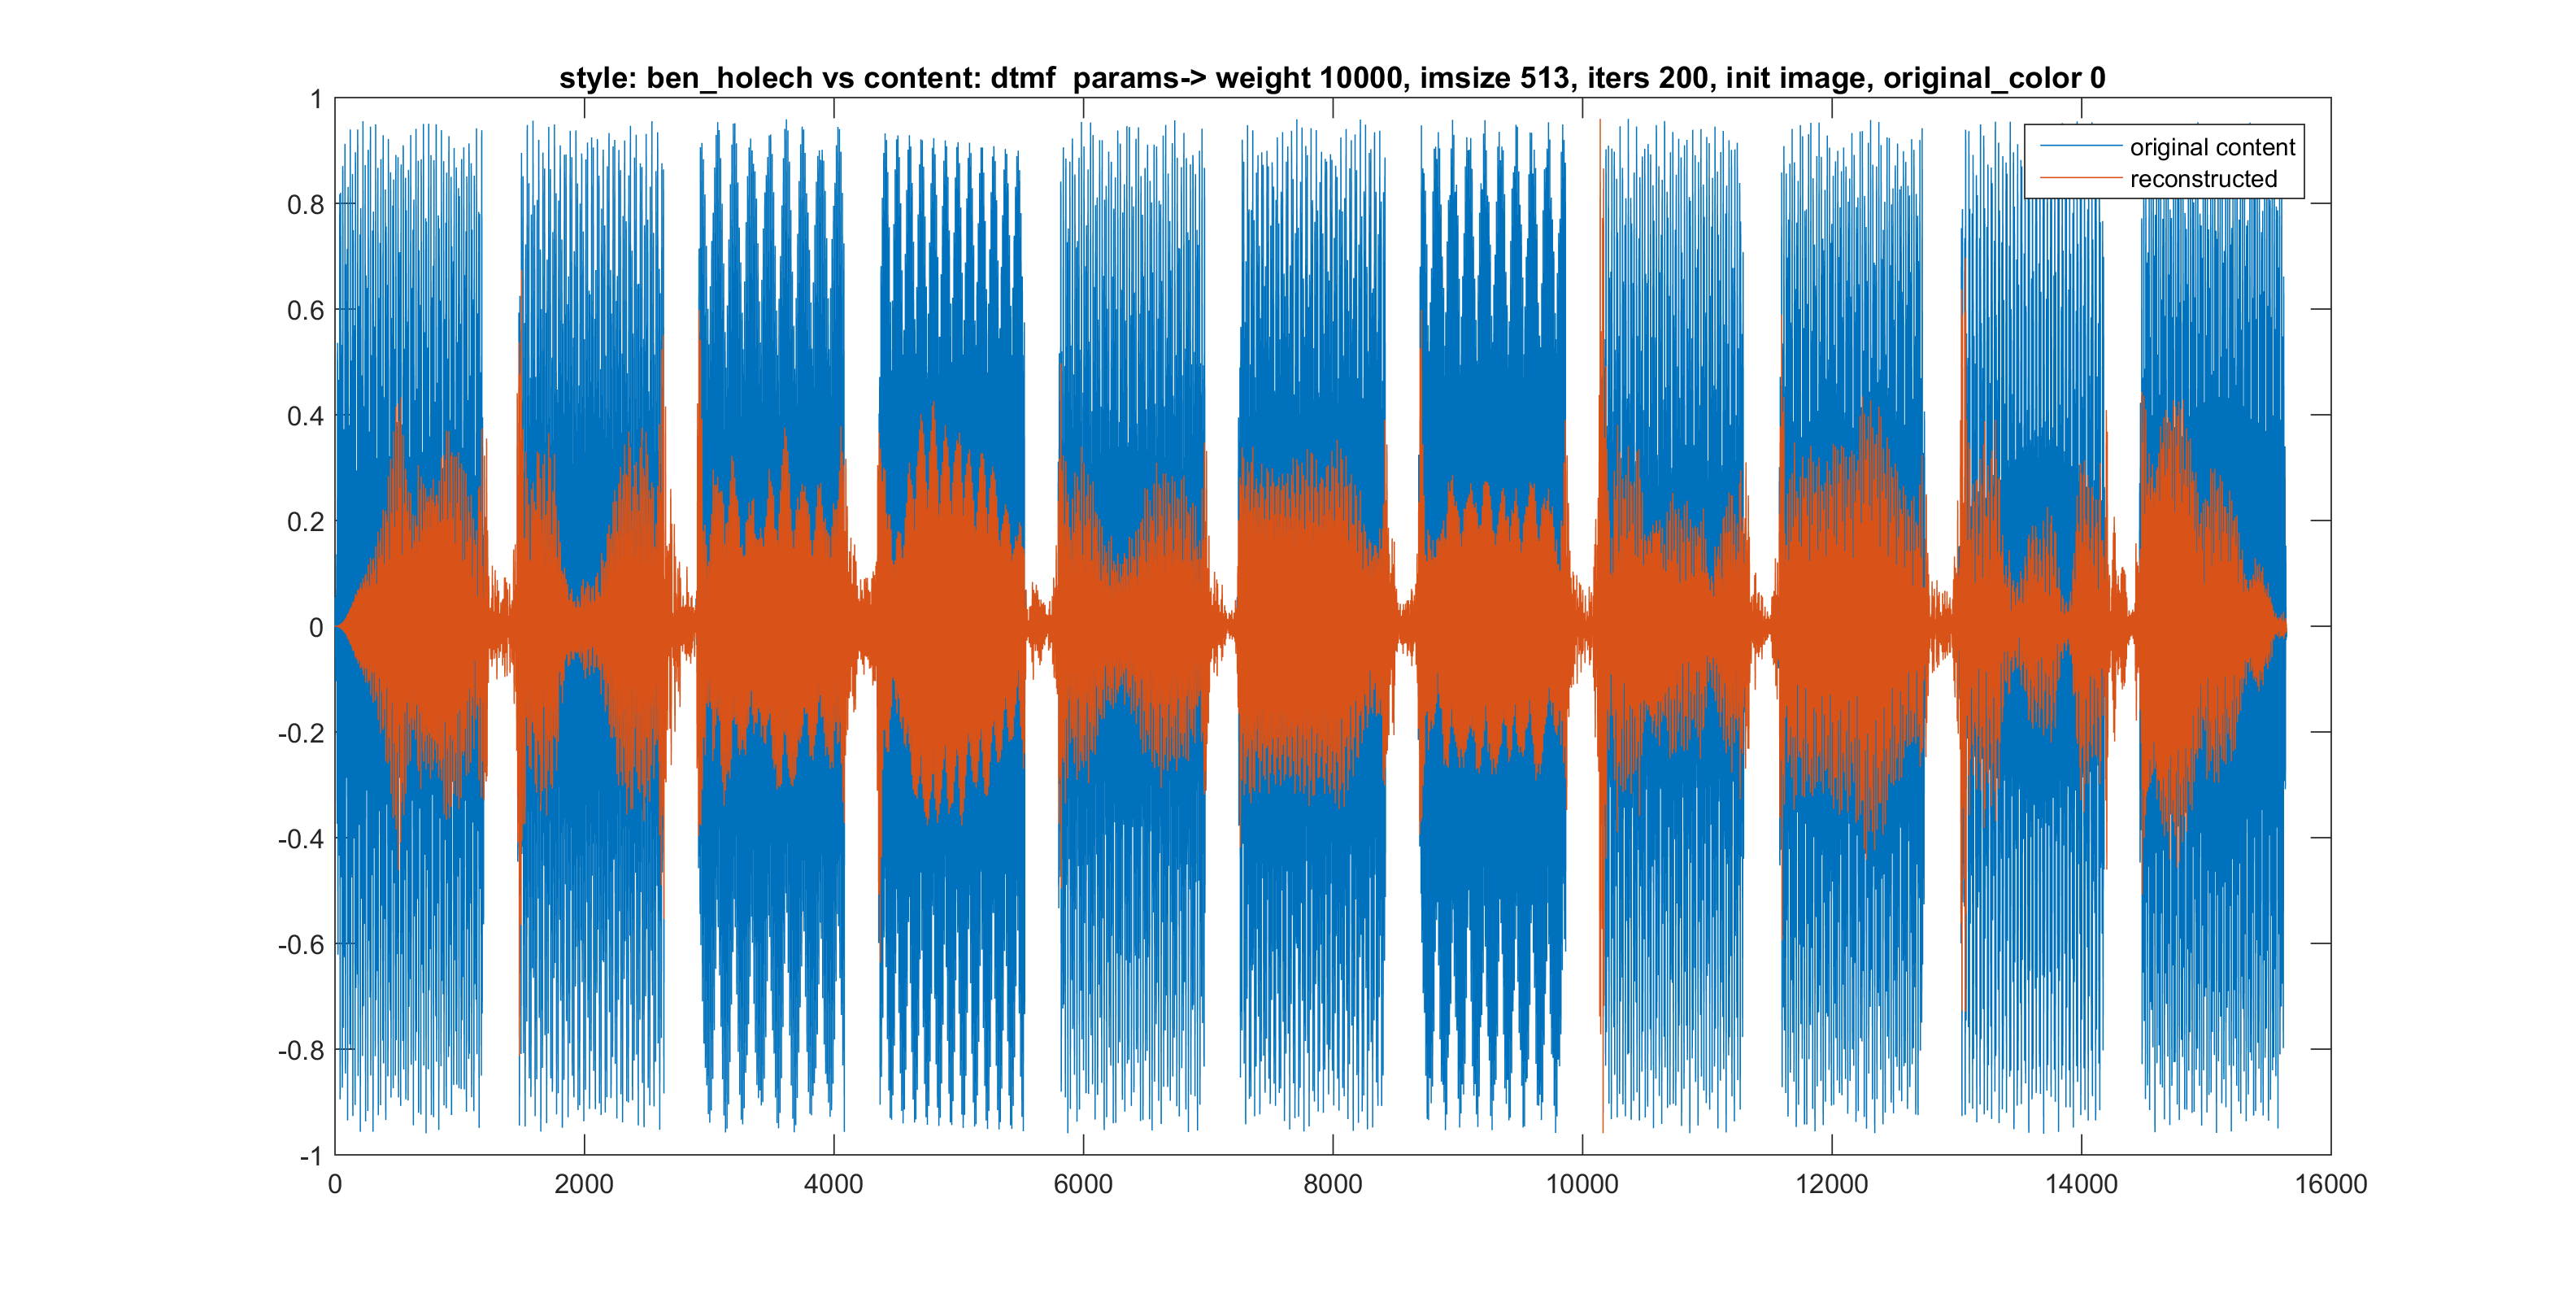 style: ben_holech vs content: dtmf  params-> weight 10000, imsize 513, iters 200, init image, original_color 0
original content
reconstructed
1
0.8
0.6
0.4
0.2
0
-0.2
-0.4
-0.6
-0.8
-1
0 2000 4000 6000 8000 10000 12000 14000 16000